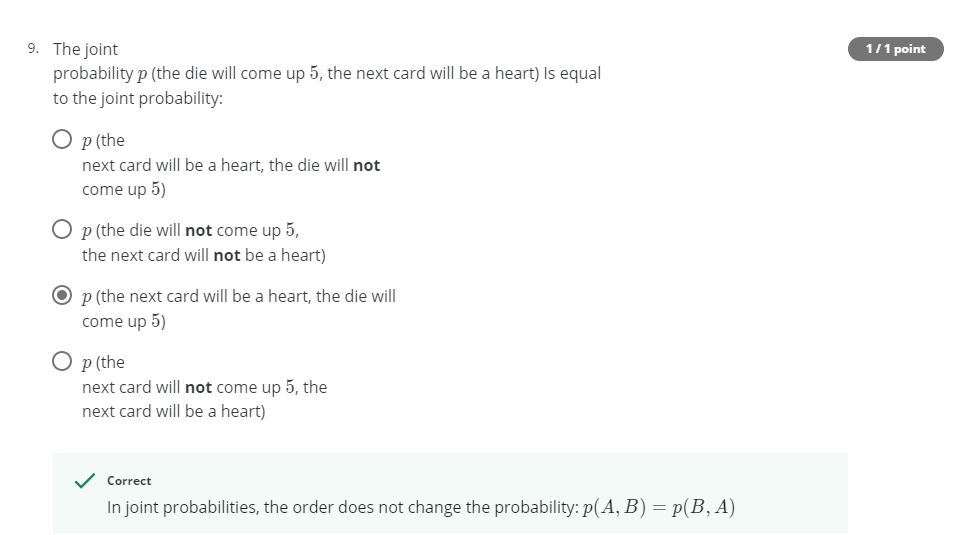 9. The joint 1 / 1 point
probability p (the die will come up 5, the next card will be a heart) Is equal
to the joint probability:
p (the
next card will be a heart, the die will not
come up 5)
p (the die will not come up 5,
the next card will not be a heart)
p (the next card will be a heart, the die will
come up 5)
p (the
next card will not come up 5, the
next card will be a heart)
Correct
In joint probabilities, the order does not change the probability: p(A, B) = p(B, A)